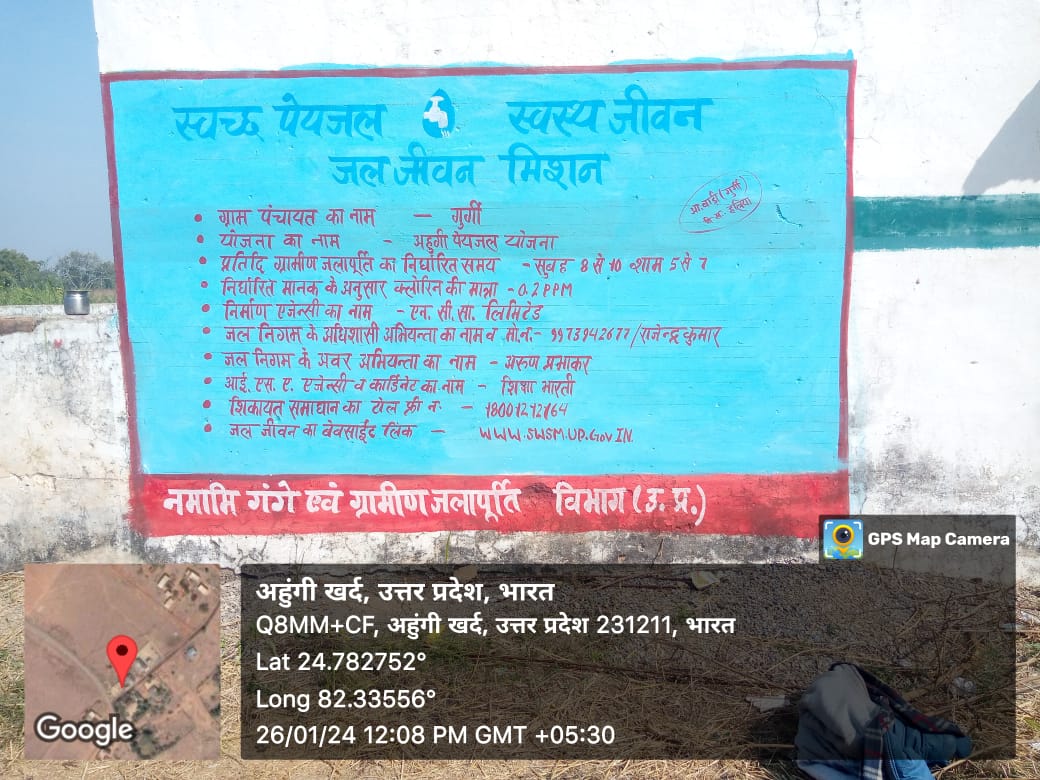 स्वच्छ पेयजल स्वस्थ जीवन
जल जीवन मिशन
ग्रा. वाड़ी (गुर्गी)
वि. ख. हलिया
• ग्राम पंचायत का नाम — गुर्गी
• योजना का नाम - अहुगी पेयजल योजना
• प्रतिदि ग्रामीण जलापूर्ति का निर्धारित समय - सुबह 8 से 10 शाम 5 से 7
• निर्धारित मानक के अनुसार क्लोरिन की मात्रा - 0.2 PPM
• निर्माण एजेन्सी का नाम - एन. सी. सी. लिमिटेड
• जल निगम के अधिशासी अभियन्ता का नाम व मो.नं.- 9973942677/राजेन्द्र कुमार
• जल निगम के अवर अभियन्ता का नाम - अरुण प्रभाकर
• आई. एस. ए. एजेन्सी व कार्डिनेट का नाम - शिखा भारती
• शिकायत समाधान का टोल फ्री नं. — 18001212164
• जल जीवन का वेवसाईट लिंक — WWW.SWSM.UP.GOV IN.
नमामि गंगे एवं ग्रामीण जलापूर्ति विभाग (उ. प्र.)
GPS Map Camera
अहुंगी खर्द, उत्तर प्रदेश, भारत
Q8MM+CF, अहुंगी खर्द, उत्तर प्रदेश 231211, भारत
Lat 24.782752°
Long 82.33556°
26/01/24 12:08 PM GMT +05:30
Google